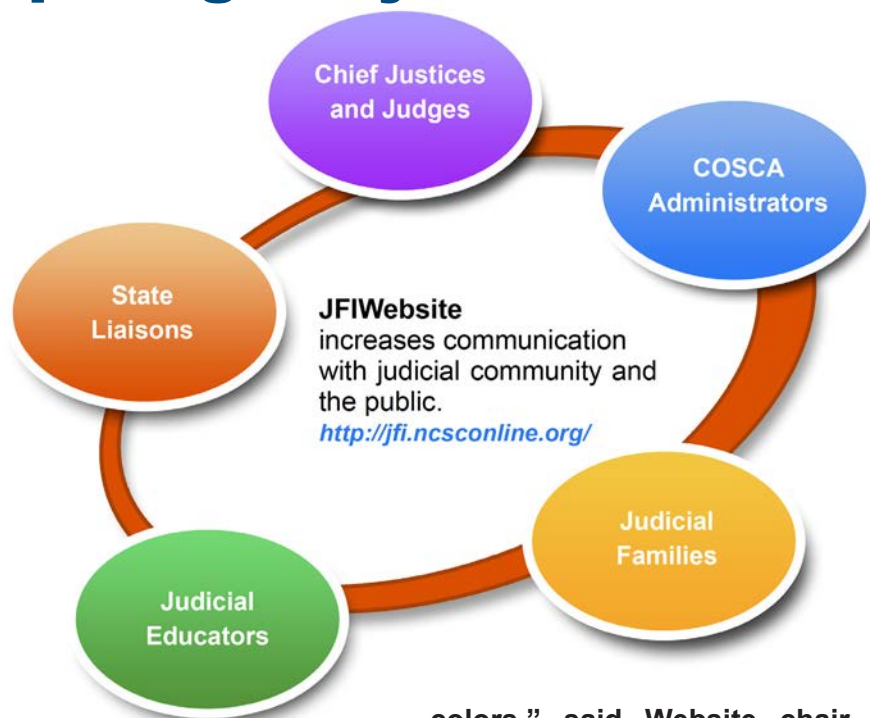 Chief Justices
and Judges
COSCA
Administrators
State
Liaisons
JFIWebsite
increases communication
with judicial community and
the public.
http://jfi.ncsconline.org/
Judicial
Families
Judicial
Educators
colors,” said Website chair